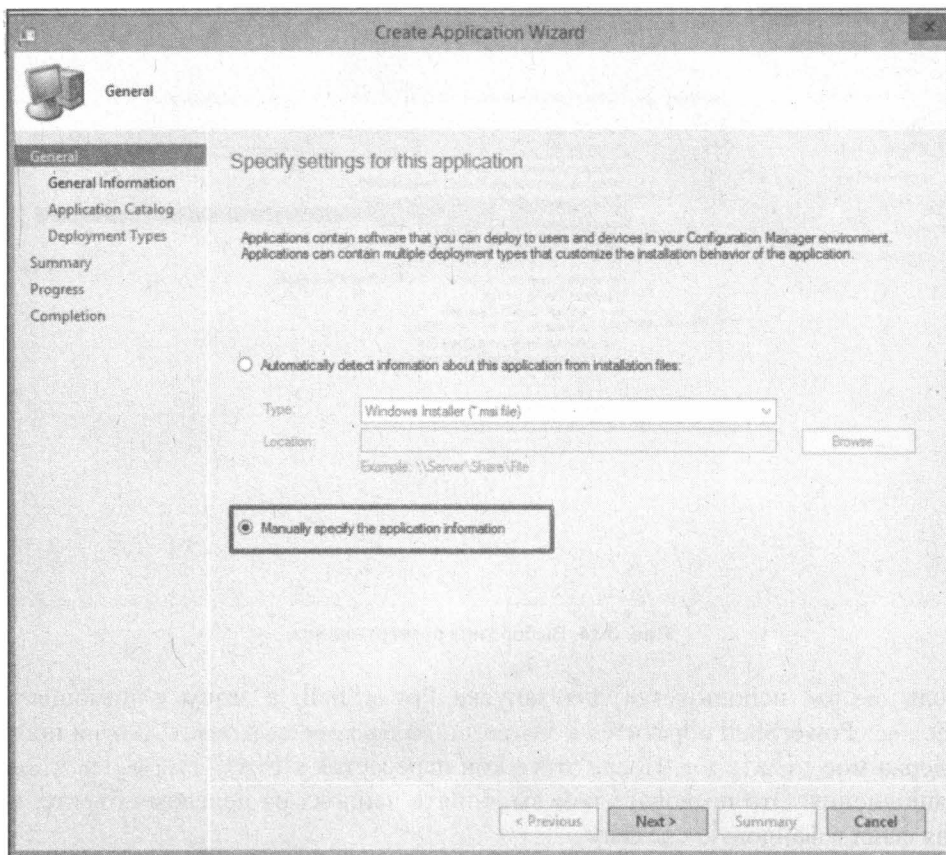 Create Application Wizard
General
General
General Information
Application Catalog
Deployment Types
Summary
Progress
Completion
Specify settings for this application
Applications contain software that you can deploy to users and devices in your Configuration Manager environment.
Applications can contain multiple deployment types that customize the installation behavior of the application.
Automatically detect information about this application from installation files:
Type:
Windows Installer (*.msi file)
Location:
Browse...
Example: \\Server\Share\File
Manually specify the application information
< Previous
Next >
Summary
Cancel